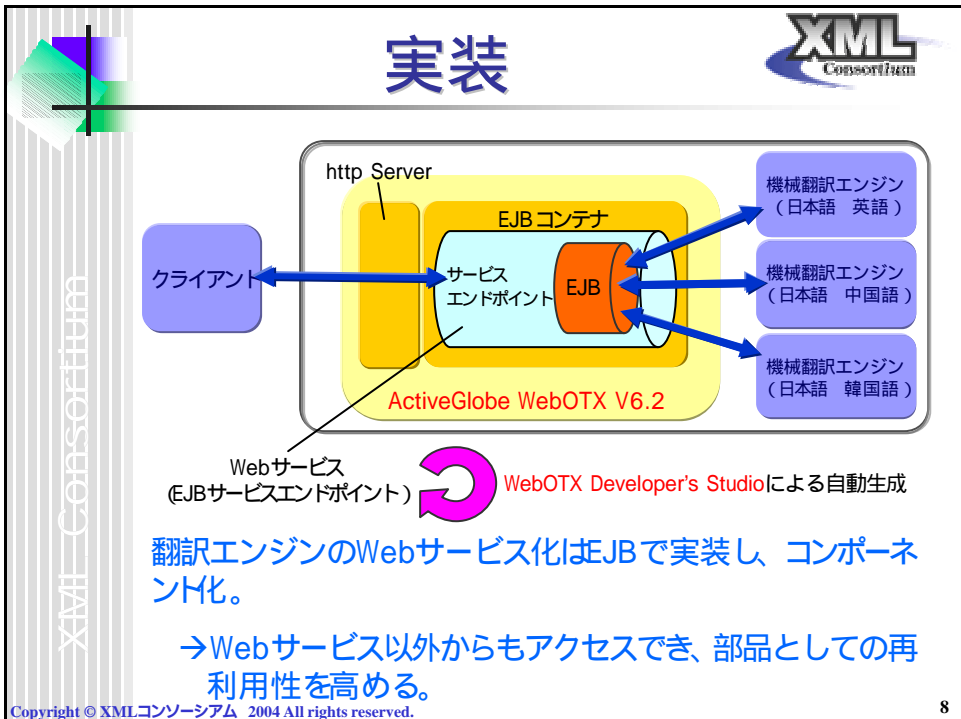 実装
XML
Consortium
http Server
EJBコンテナ
クライアント
サービス
エンドポイント
EJB
機械翻訳エンジン
(日本語　英語)
機械翻訳エンジン
(日本語　中国語)
機械翻訳エンジン
(日本語　韓国語)
ActiveGlobe WebOTX V6.2
Webサービス
(EJBサービスエンドポイント)
WebOTX Developer's Studioによる自動生成
XML Consortium
翻訳エンジンのWebサービス化はEJBで実装し、コンポーネ
ント化。
→Webサービス以外からもアクセスでき、部品としての再
利用性を高める。
Copyright © XMLコンソーシアム 2004 All rights reserved.
8